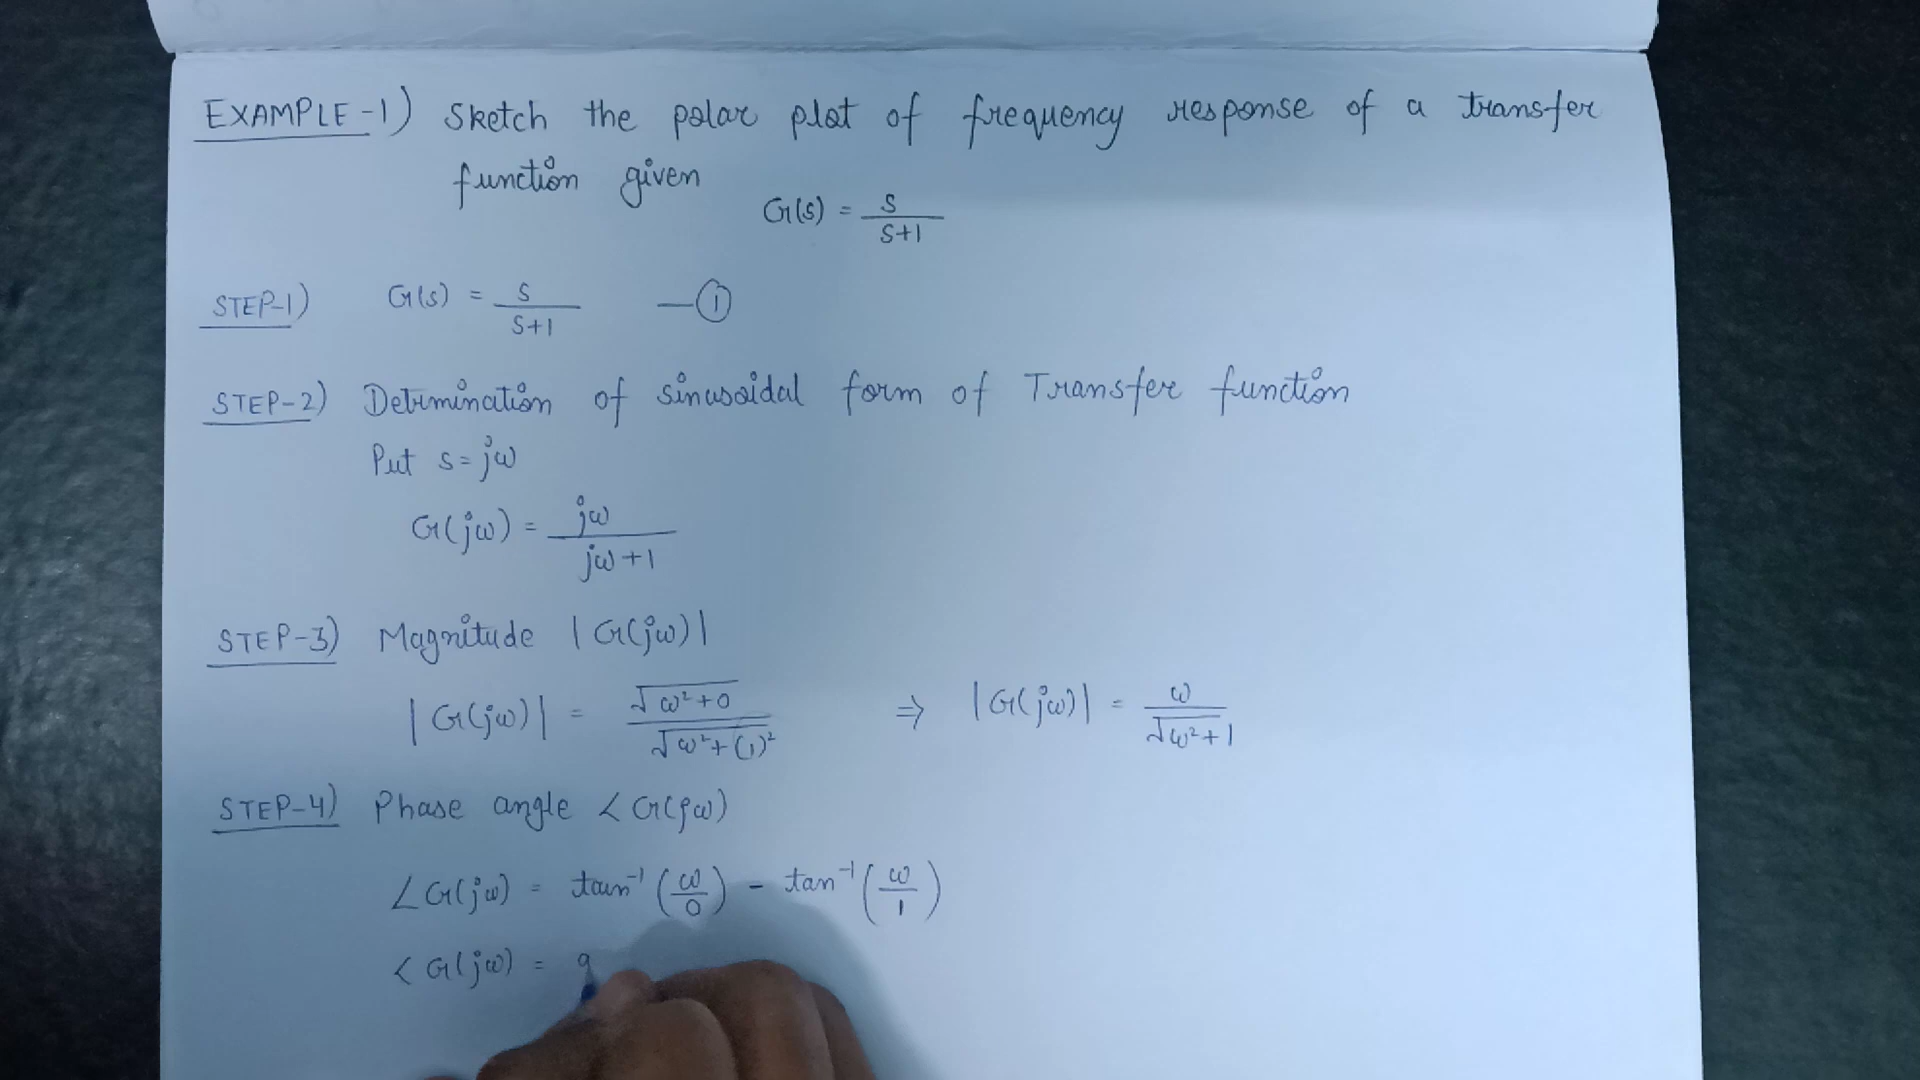 EXAMPLE-1) Sketch the polar plot of frequency response of a transfer
function given
G(s) = s/(s+1)
STEP-1) G(s) = s/(s+1) —①
STEP-2) Detrmination of sinusoidal form of Transfer function
Put s=jω
G(jω) = jω/(jω+1)
STEP-3) Magnitude |G(jω)|
|G(jω)| = √(ω²+0)/√(ω²+(1)²) ⇒ |G(jω)| = ω/√(ω²+1)
STEP-4) Phase angle <G(jω)
∠G(jω) = tan⁻¹(ω/0) - tan⁻¹(ω/1)
<G(jω) = 9